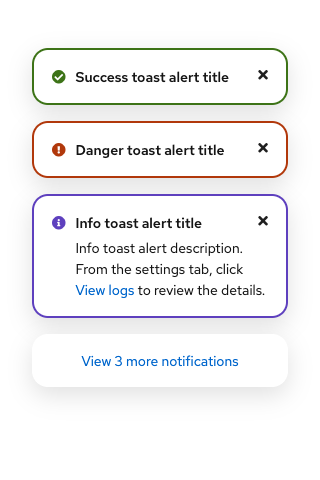 Success toast alert title
Danger toast alert title
Info toast alert title
Info toast alert description.
From the settings tab, click
View logs to review the details.
View 3 more notifications